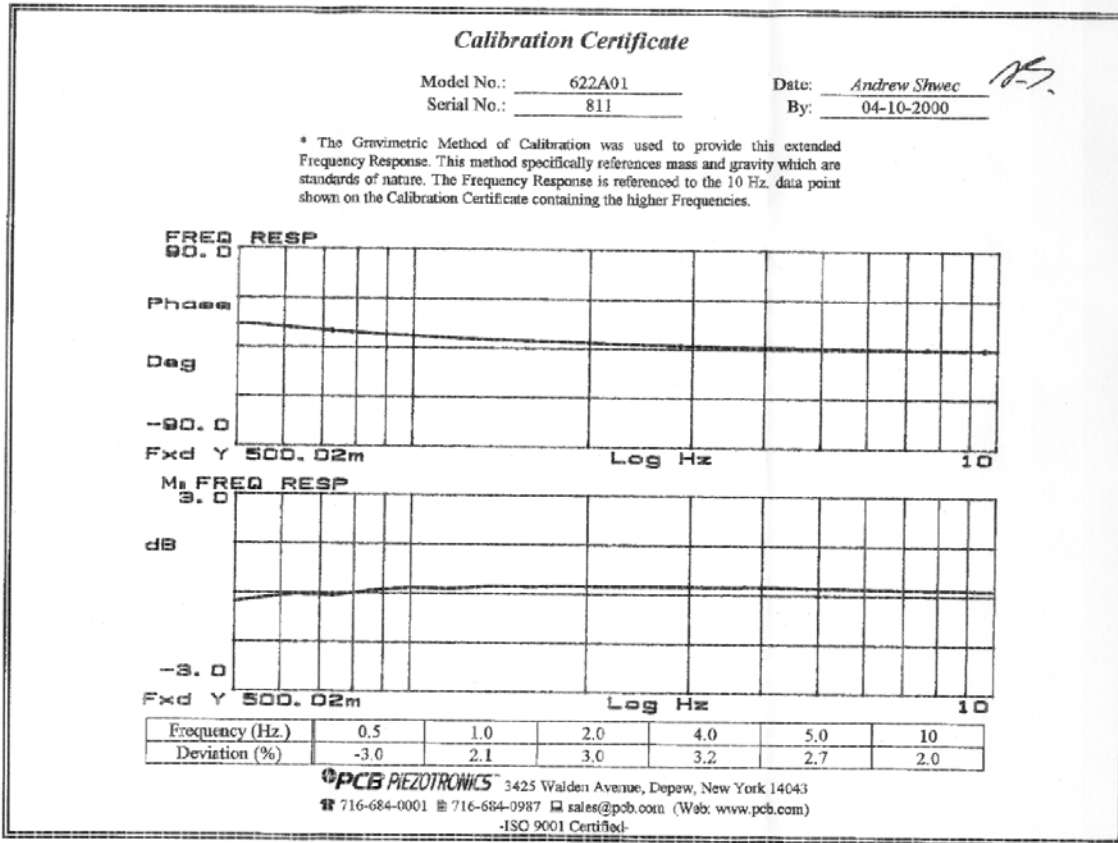 Calibration Certificate
Model No.: 622A01
Date: Andrew Shwec
Serial No.: 811
By: 04-10-2000
* The Gravimetric Method of Calibration was used to provide this extended
Frequency Response. This method specifically references mass and gravity which are
standards of nature. The Frequency Response is referenced to the 10 Hz. data point
shown on the Calibration Certificate containing the higher Frequencies.
FREQ RESP
90.0
Phase
Deg
-90.0
Fxd Y 500.02m Log Hz 10
FREQ RESP
3.0
dB
-3.0
Fxd Y 500.02m Log Hz 10
Frequency (Hz.) 0.5 1.0 2.0 4.0 5.0 10
Deviation (%) -3.0 2.1 3.0 3.2 2.7 2.0
PCB PIEZOTRONICS 3425 Walden Avenue, Depew, New York 14043
☎ 716-684-0001 716-684-0987 sales@pcb.com (Web: www.pcb.com)
-ISO 9001 Certified-